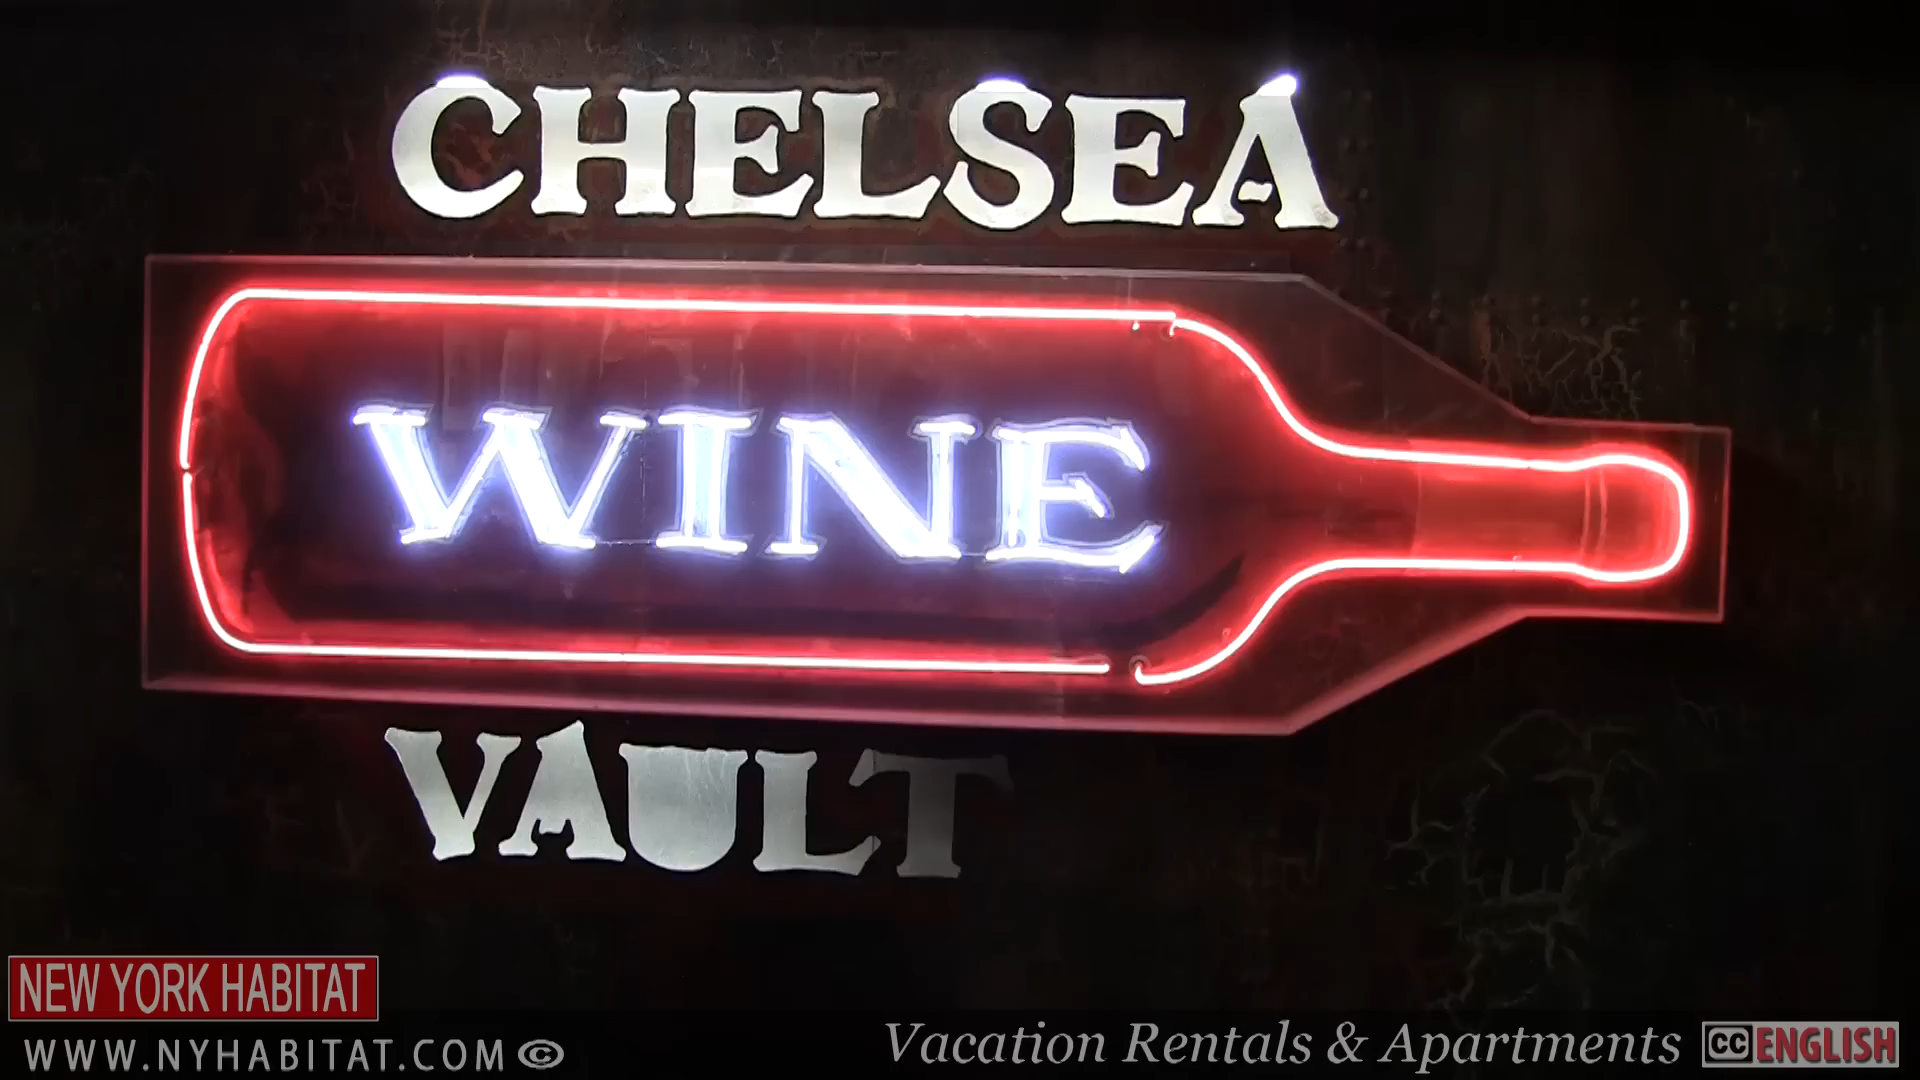 CHELSEA
WINE
VAULT
NEW YORK HABITAT
WWW.NYHABITAT.COM ©
Vacation Rentals & Apartments CC ENGLISH